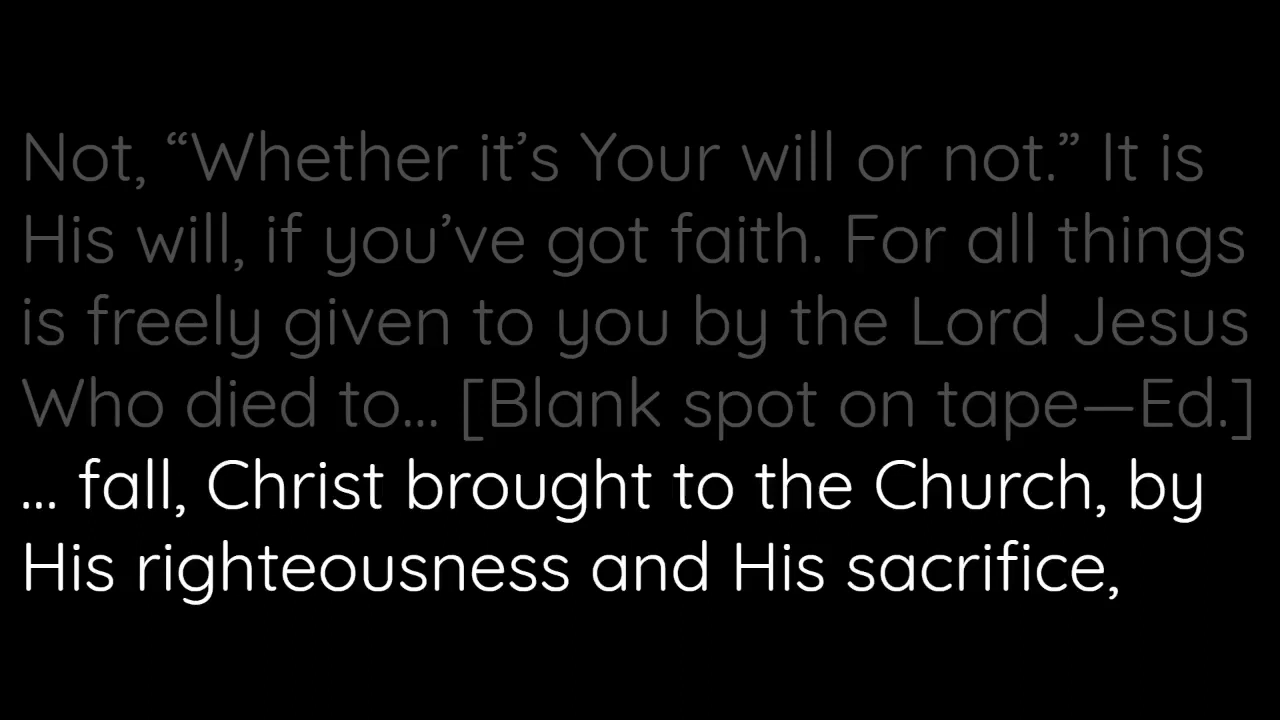 Not, “Whether it’s Your will or not.” It is
His will, if you’ve got faith. For all things
is freely given to you by the Lord Jesus
Who died to... [Blank spot on tape—Ed.]
... fall, Christ brought to the Church, by
His righteousness and His sacrifice,